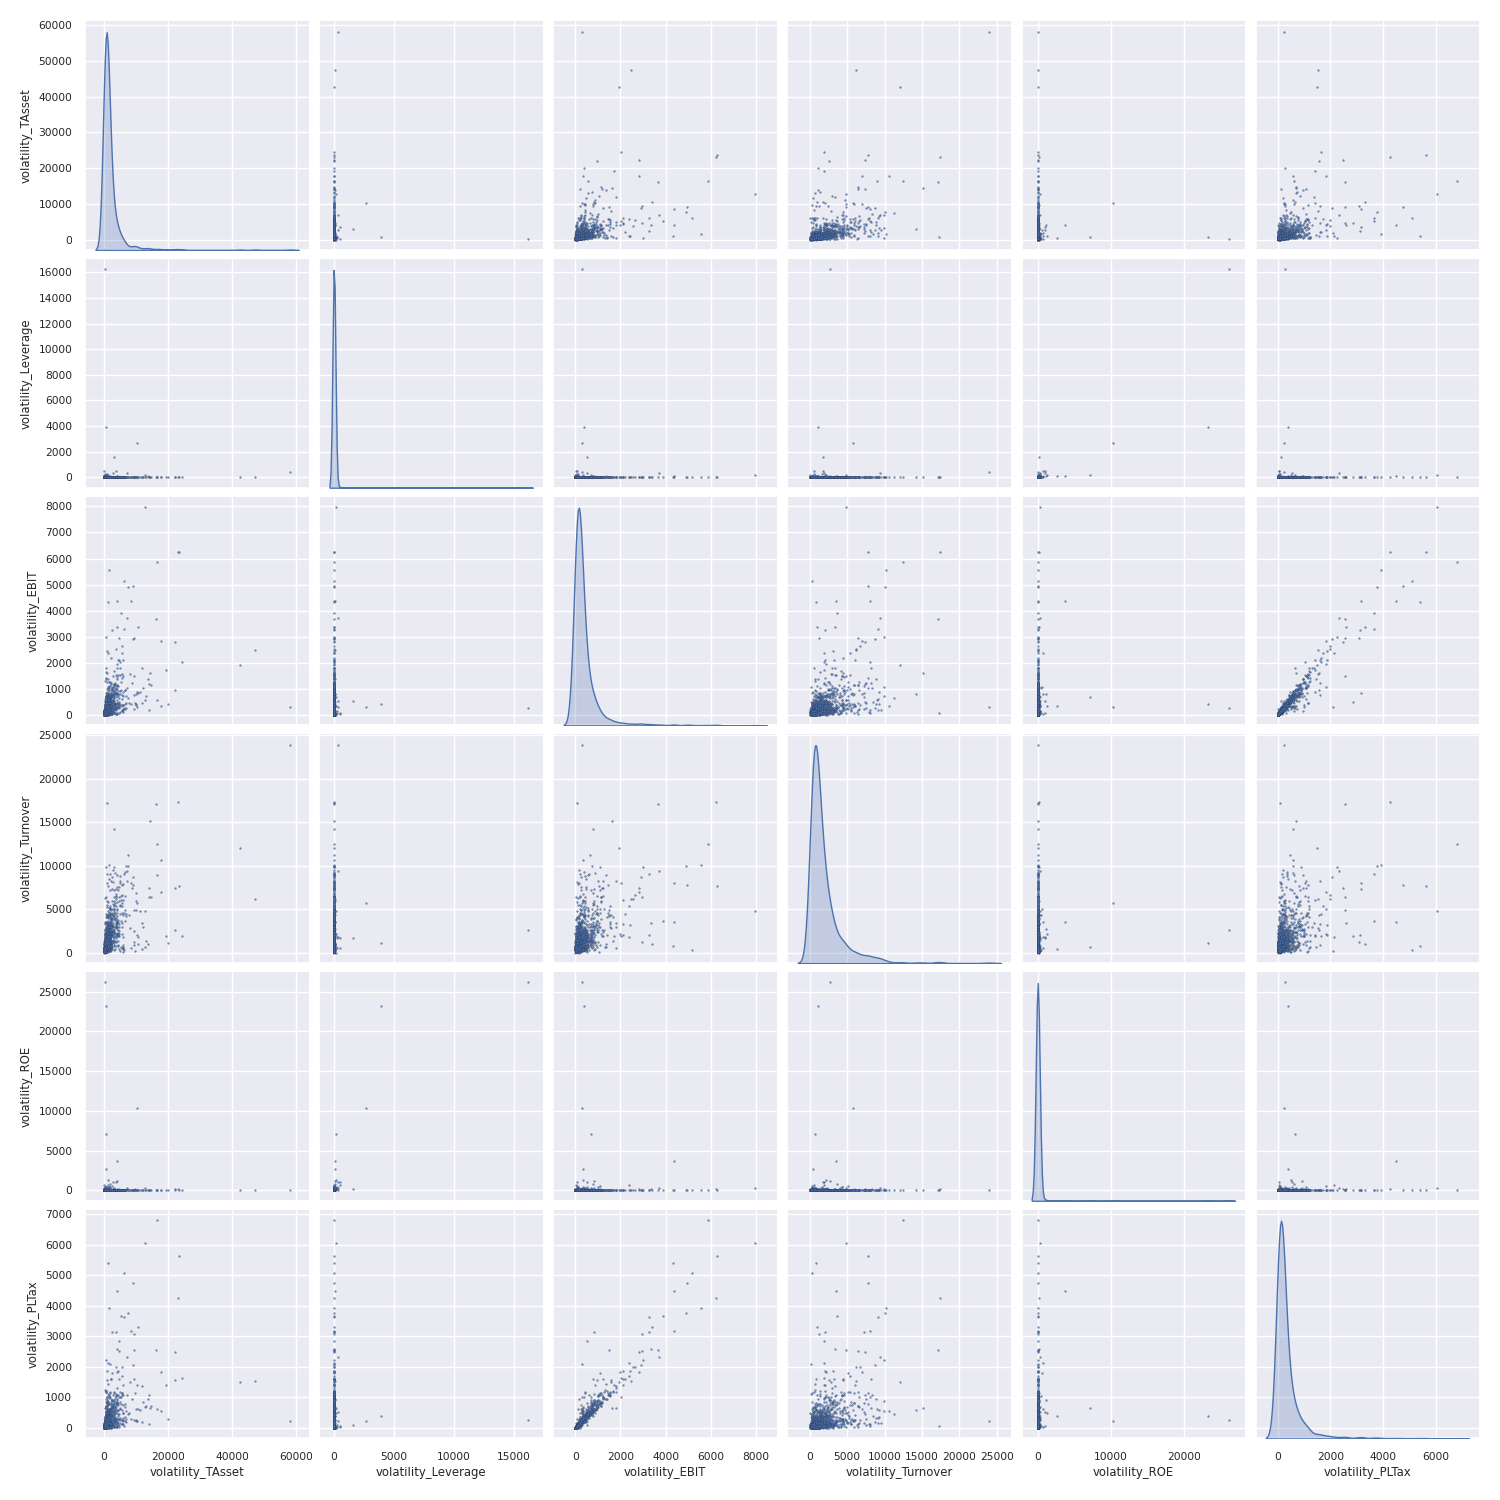 60000
50000
40000
30000
20000
10000
0
volatility_TAsset
16000
14000
12000
10000
8000
6000
4000
2000
0
volatility_Leverage
8000
7000
6000
5000
4000
3000
2000
1000
0
volatility_EBIT
25000
20000
15000
10000
5000
0
volatility_Turnover
25000
20000
15000
10000
5000
0
volatility_ROE
7000
6000
5000
4000
3000
2000
1000
0
volatility_PLTax
0 20000 40000 60000
volatility_TAsset
0 5000 10000 15000
volatility_Leverage
0 2000 4000 6000 8000
volatility_EBIT
0 5000 10000 15000 20000 25000
volatility_Turnover
0 10000 20000
volatility_ROE
0 2000 4000 6000
volatility_PLTax